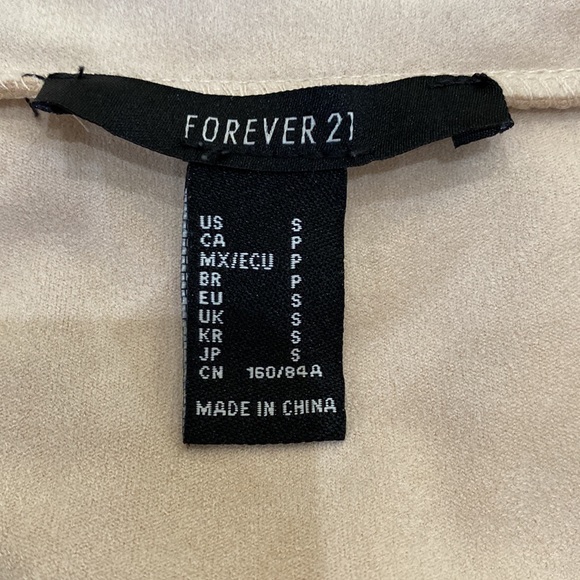 FOREVER 21
US S
CA P
MX/ECU P
BR P
EU S
UK S
KR S
JP S
CN 160/84A
MADE IN CHINA